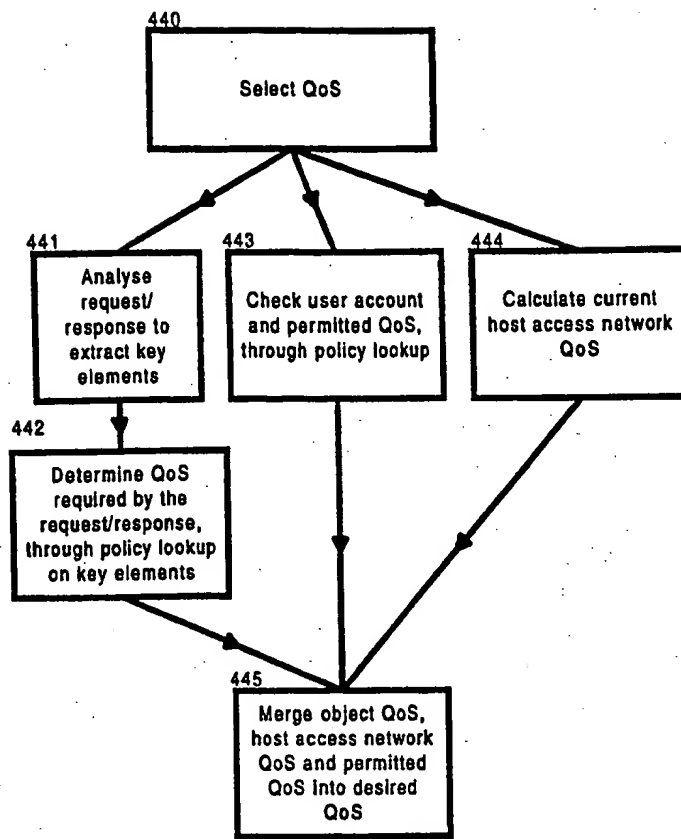 440
Select QoS
441
Analyse
request/
response to
extract key
elements
443
Check user account
and permitted QoS,
through policy lookup
444
Calculate current
host access network
QoS
442
Determine QoS
required by the
request/response,
through policy lookup
on key elements
445
Merge object QoS,
host access network
QoS and permitted
QoS into desired
QoS